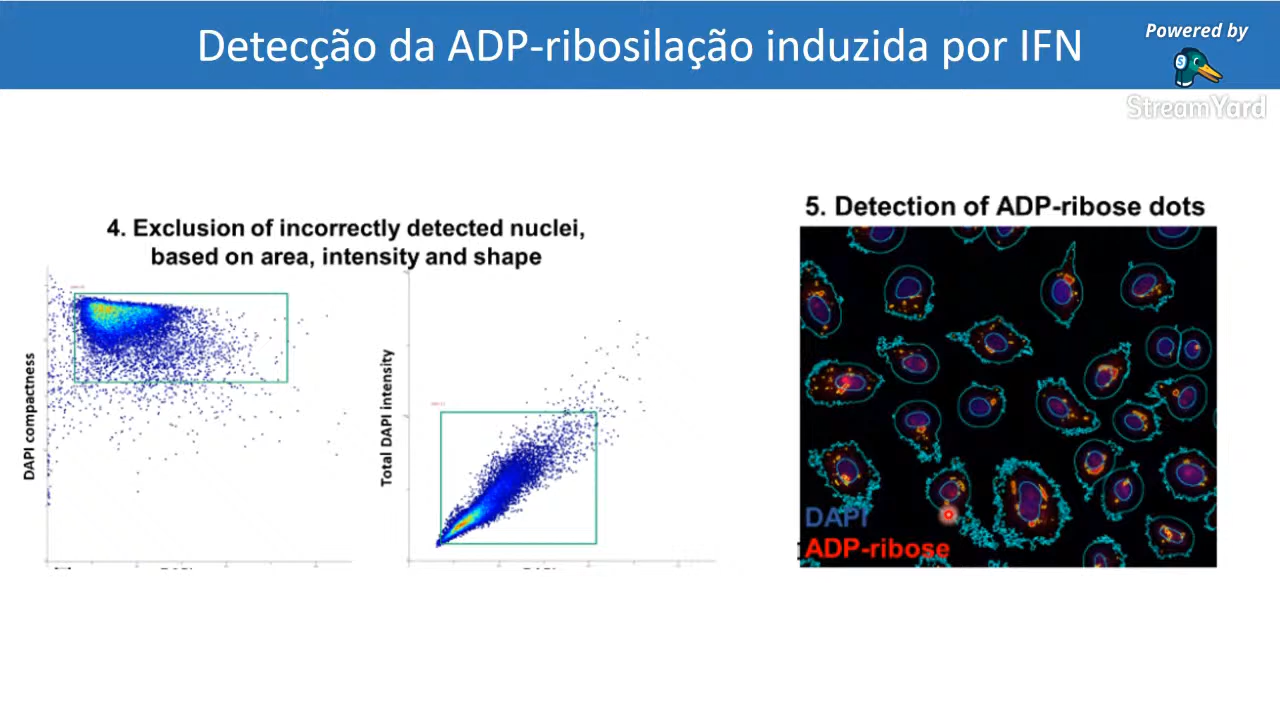 Detecção da ADP-ribosilação induzida por IFN
Powered by
StreamYard
4. Exclusion of incorrectly detected nuclei,
based on area, intensity and shape
DAPI compactness
Total DAPI intensity
5. Detection of ADP-ribose dots
DAPI
ADP-ribose